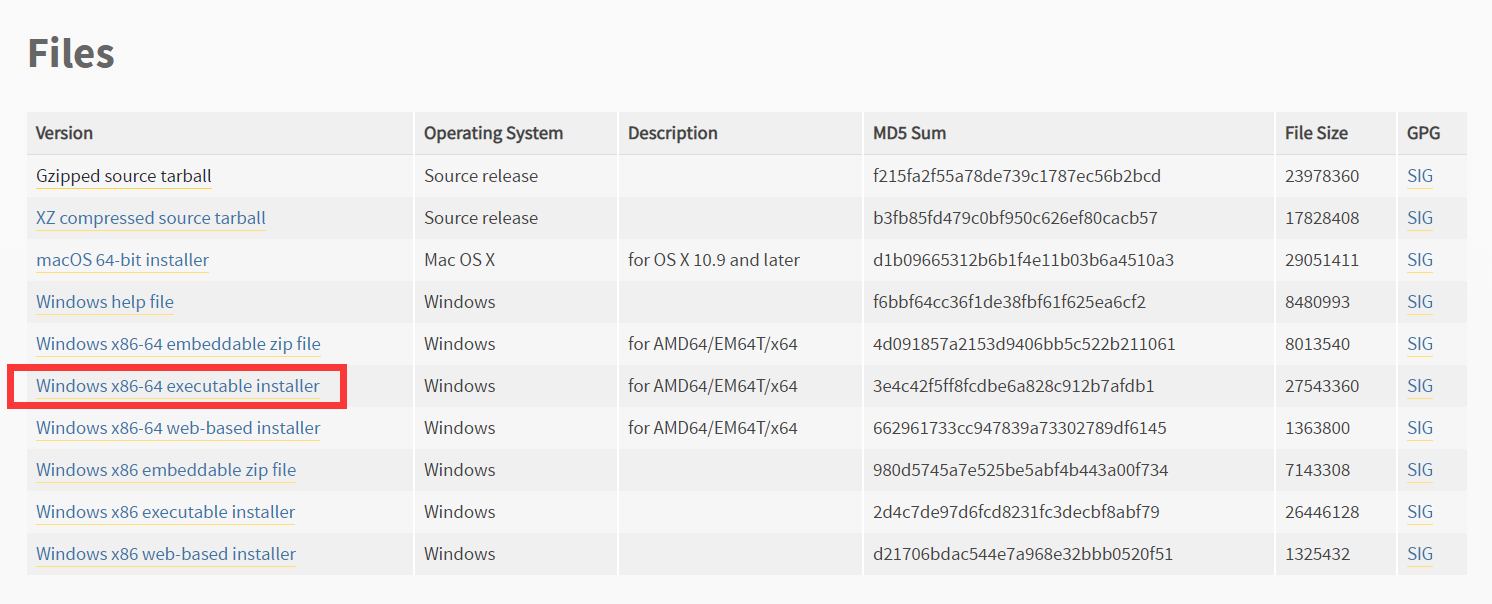 Files
Version Operating System Description MD5 Sum File Size GPG
Gzipped source tarball Source release f215fa2f55a78de739c1787ec56b2bcd 23978360 SIG
XZ compressed source tarball Source release b3fb85fd479c0bf950c626ef80cacb57 17828408 SIG
macOS 64-bit installer Mac OS X for OS X 10.9 and later d1b09665312b6b1f4e11b03b6a4510a3 29051411 SIG
Windows help file Windows f6bbf64cc36f1de38fbf61f625ea6cf2 8480993 SIG
Windows x86-64 embeddable zip file Windows for AMD64/EM64T/x64 4d091857a2153d9406bb5c522b211061 8013540 SIG
Windows x86-64 executable installer Windows for AMD64/EM64T/x64 3e4c42f5ff8fcdbe6a828c912b7afdb1 27543360 SIG
Windows x86-64 web-based installer Windows for AMD64/EM64T/x64 662961733cc947839a73302789df6145 1363800 SIG
Windows x86 embeddable zip file Windows 980d5745a7e525be5abf4b443a00f734 7143308 SIG
Windows x86 executable installer Windows 2d4c7de97d6fcd8231fc3decbf8abf79 26446128 SIG
Windows x86 web-based installer Windows d21706bdac544e7a968e32bbb0520f51 1325432 SIG